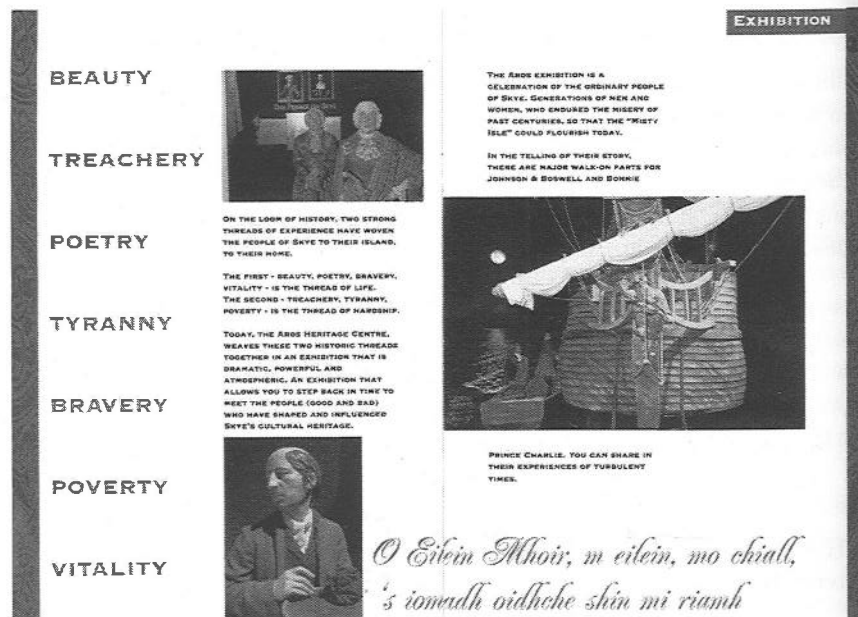 EXHIBITION
BEAUTY
TREACHERY
POETRY
TYRANNY
BRAVERY
POVERTY
VITALITY
ON THE LOOM OF HISTORY, TWO STRONG
THREADS OF EXPERIENCE HAVE WOVEN
THE PEOPLE OF SKYE TO THEIR ISLAND,
TO THEIR HOME.
THE FIRST - BEAUTY, POETRY, BRAVERY,
VITALITY - IS THE THREAD OF LIFE.
THE SECOND - TREACHERY, TYRANNY,
POVERTY - IS THE THREAD OF HARDSHIP.
TODAY, THE AROS HERITAGE CENTRE,
WEAVES THESE TWO HISTORIC THREADS
TOGETHER IN AN EXHIBITION THAT IS
DRAMATIC, POWERFUL AND
ATMOSPHERIC. AN EXHIBITION THAT
ALLOWS YOU TO STEP BACK IN TIME TO
MEET THE PEOPLE (GOOD AND BAD)
WHO HAVE SHAPED AND INFLUENCED
SKYE'S CULTURAL HERITAGE.
THE AROS EXHIBITION IS A
CELEBRATION OF THE ORDINARY PEOPLE
OF SKYE. GENERATIONS OF MEN AND
WOMEN, WHO ENDURED THE MISERY OF
PAST CENTURIES, SO THAT THE "MISTY
ISLE" COULD FLOURISH TODAY.
IN THE TELLING OF THEIR STORY,
THERE ARE MAJOR WALK-ON PARTS FOR
JOHNSON & BOSWELL AND BONNIE
PRINCE CHARLIE. YOU CAN SHARE IN
THEIR EXPERIENCES OF TURBULENT
TIMES.
O Eilein Mhoir, m eilein, mo chiall,
's iomadh oidhche shin mi riamh